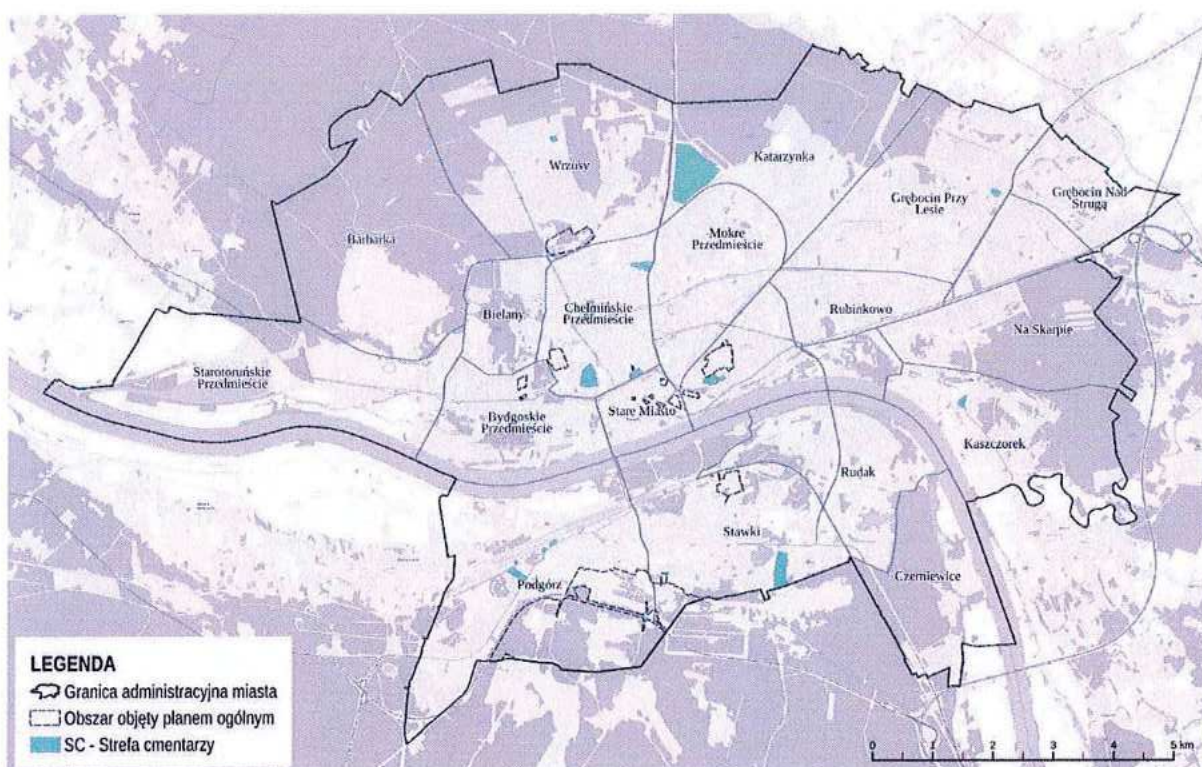 Katarzynka
Wrzosy
Grębocin Przy
Lesie
Grębocin Nad
Strugą
Barbarka
Mokre
Przedmieście
Bielany
Chełmińskie
Przedmieście
Rubinkowo
Na Skarpie
Starotoruńskie
Przedmieście
Bydgoskie
Przedmieście
Stare Miasto
Kaszczorek
Rudak
Stawki
Podgórz
Czerniewice
LEGENDA
Granica administracyjna miasta
Obszar objęty planem ogólnym
SC - Strefa cmentarzy
0 1 2 3 4 5 km